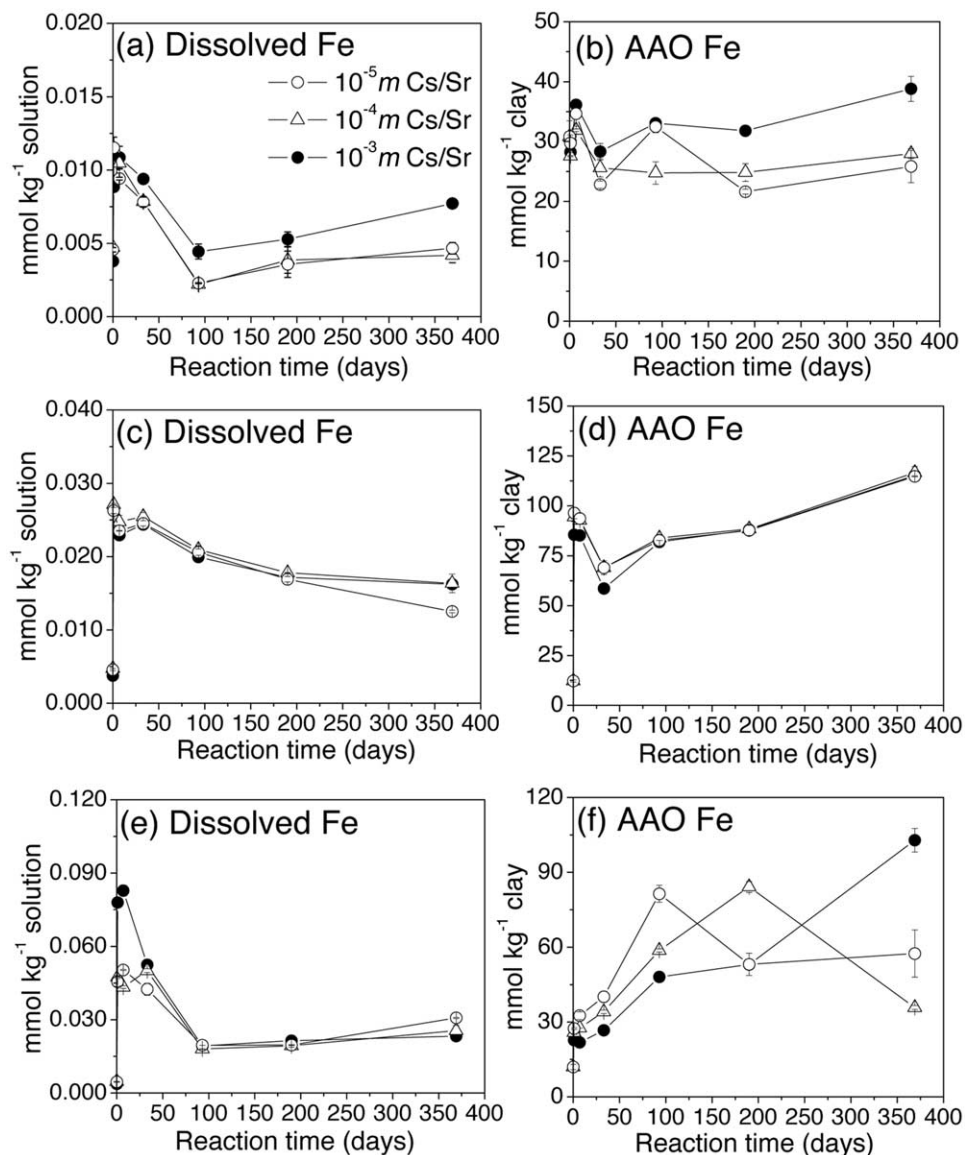 (a) Dissolved Fe
10⁻⁵m Cs/Sr
10⁻⁴m Cs/Sr
10⁻³m Cs/Sr
mmol kg⁻¹ solution
0.020
0.015
0.010
0.005
0.000
0 50 100 150 200 250 300 350 400
Reaction time (days)
(b) AAO Fe
mmol kg⁻¹ clay
50
40
30
20
10
0
0 50 100 150 200 250 300 350 400
Reaction time (days)
(c) Dissolved Fe
mmol kg⁻¹ solution
0.040
0.030
0.020
0.010
0.000
0 50 100 150 200 250 300 350 400
Reaction time (days)
(d) AAO Fe
mmol kg⁻¹ clay
150
125
100
75
50
25
0
0 50 100 150 200 250 300 350 400
Reaction time (days)
(e) Dissolved Fe
mmol kg⁻¹ solution
0.120
0.090
0.060
0.030
0.000
0 50 100 150 200 250 300 350 400
Reaction time (days)
(f) AAO Fe
mmol kg⁻¹ clay
120
90
60
30
0
0 50 100 150 200 250 300 350 400
Reaction time (days)